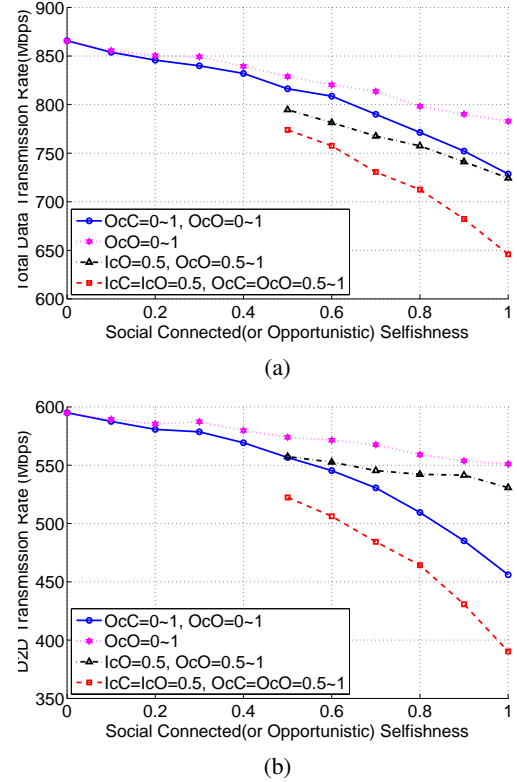 900
850
800
750
700
650
600
Total Data Transmission Rate(Mbps)
OcC=0~1, OcO=0~1
OcO=0~1
IcO=0.5, OcO=0.5~1
IcC=IcO=0.5, OcC=OcO=0.5~1
0 0.2 0.4 0.6 0.8 1
Social Connected(or Opportunistic) Selfishness
(a)
600
550
500
450
400
350
D2D Transmission Rate (Mbps)
OcC=0~1, OcO=0~1
OcO=0~1
IcO=0.5, OcO=0.5~1
IcC=IcO=0.5, OcC=OcO=0.5~1
0 0.2 0.4 0.6 0.8 1
Social Connected(or Opportunistic) Selfishness
(b)